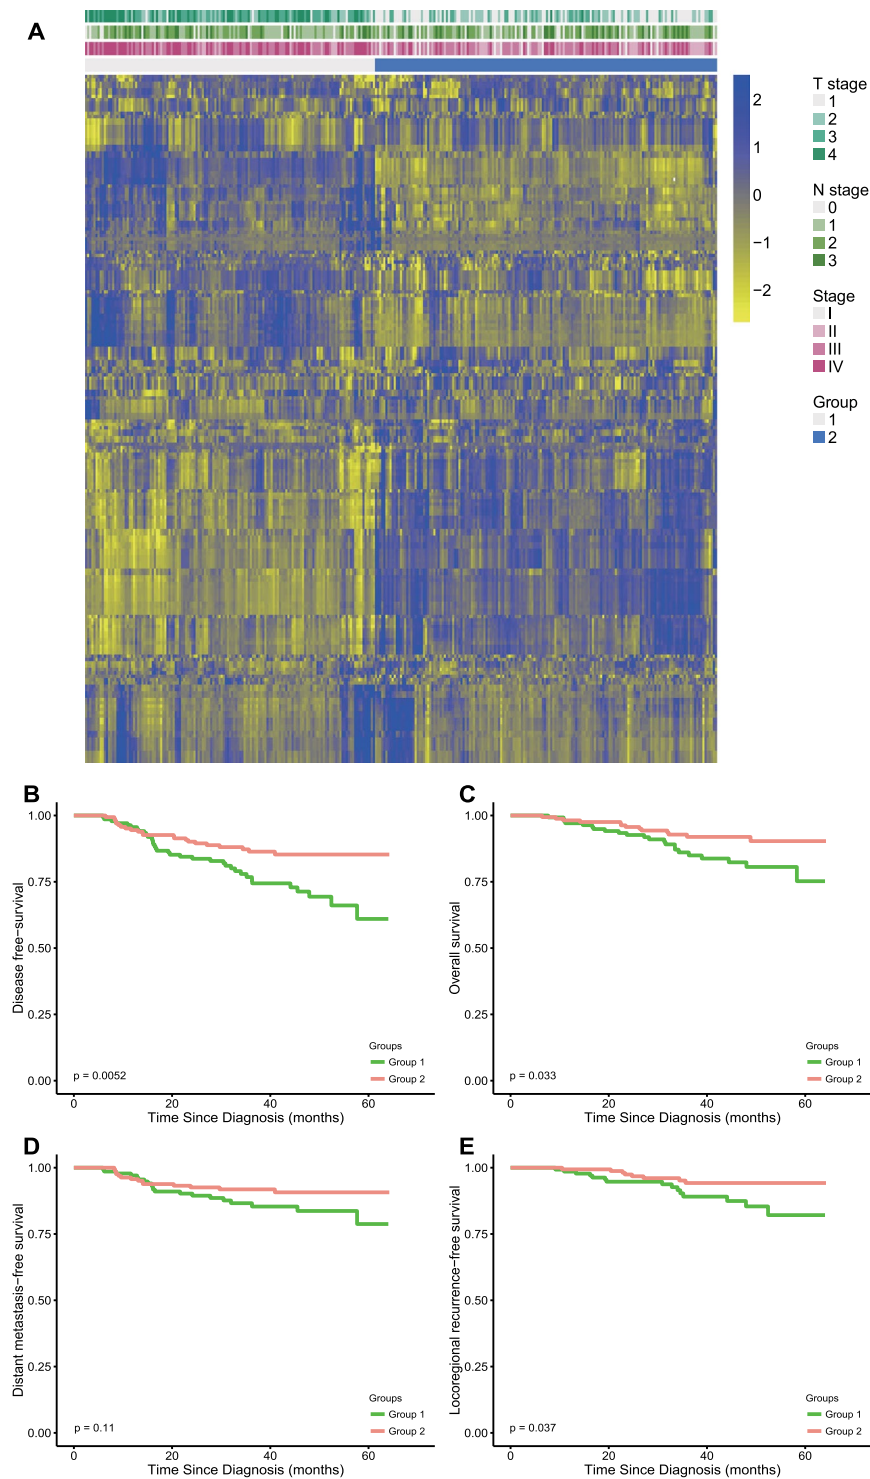 A
2
1
0
−1
−2
T stage
1
2
3
4
N stage
0
1
2
3
Stage
I
II
III
IV
Group
1
2
B
Disease free−survival
1.00
0.75
0.50
0.25
0.00
p = 0.0052
Groups
Group 1
Group 2
0 20 40 60
Time Since Diagnosis (months)
C
Overall survival
1.00
0.75
0.50
0.25
0.00
p = 0.033
Groups
Group 1
Group 2
0 20 40 60
Time Since Diagnosis (months)
D
Distant metastasis−free survival
1.00
0.75
0.50
0.25
0.00
p = 0.11
Groups
Group 1
Group 2
0 20 40 60
Time Since Diagnosis (months)
E
Locoregional recurrence−free survival
1.00
0.75
0.50
0.25
0.00
p = 0.037
Groups
Group 1
Group 2
0 20 40 60
Time Since Diagnosis (months)